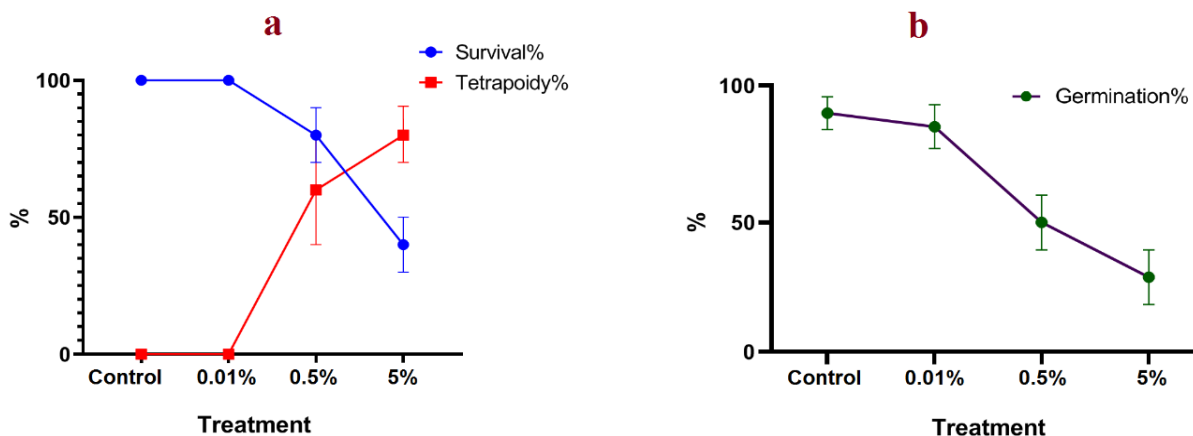 a
Survival%
Tetrapoidy%
100
50
0
%
Control 0.01% 0.5% 5%
Treatment
b
Germination%
100
50
0
%
Control 0.01% 0.5% 5%
Treatment